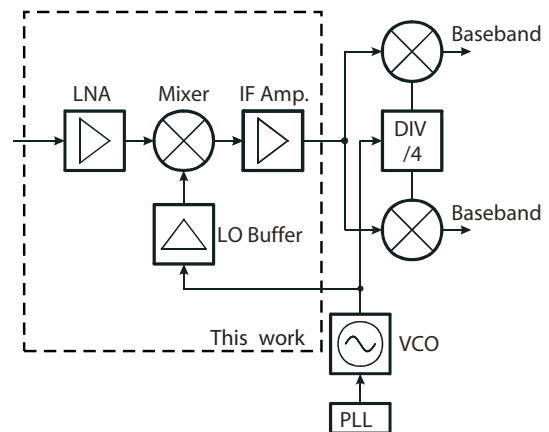 Baseband
LNA
Mixer
IF Amp.
DIV
/4
LO Buffer
Baseband
This work
VCO
PLL